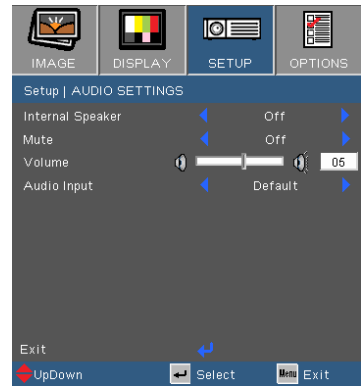 IMAGE DISPLAY SETUP OPTIONS
Setup | AUDIO SETTINGS
Internal Speaker Off
Mute Off
Volume 05
Audio Input Default
Exit
UpDown Select Menu Exit